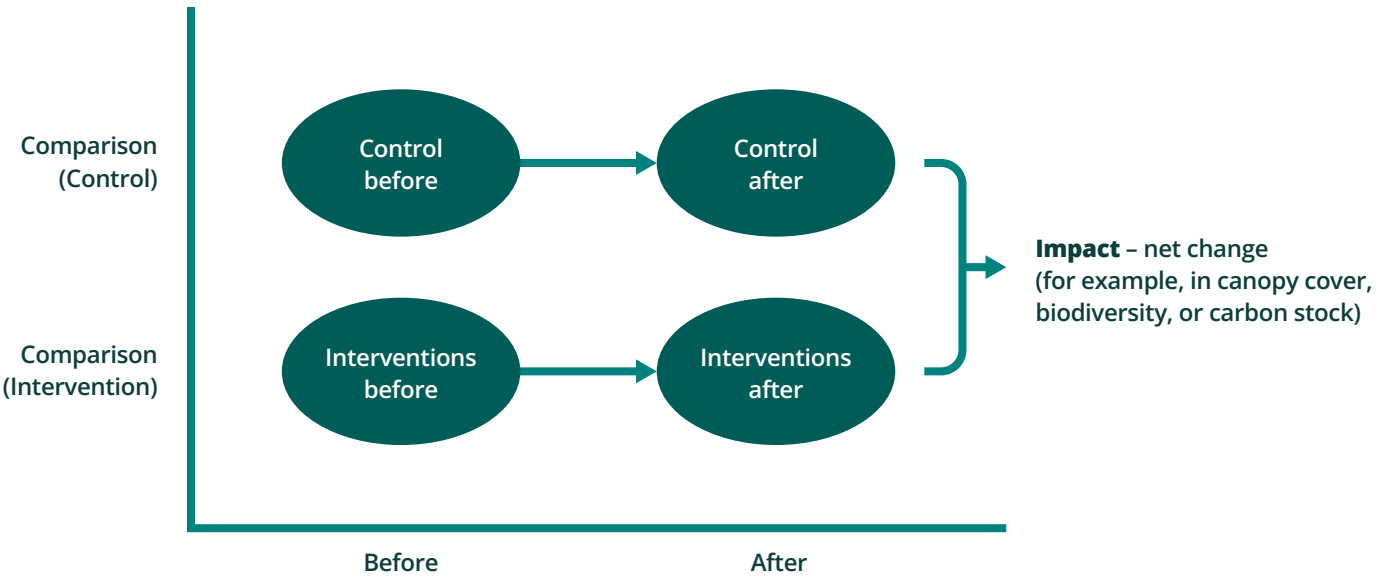 Comparison
(Control)
Control
before
Control
after
Impact – net change
(for example, in canopy cover,
biodiversity, or carbon stock)
Comparison
(Intervention)
Interventions
before
Interventions
after
Before
After